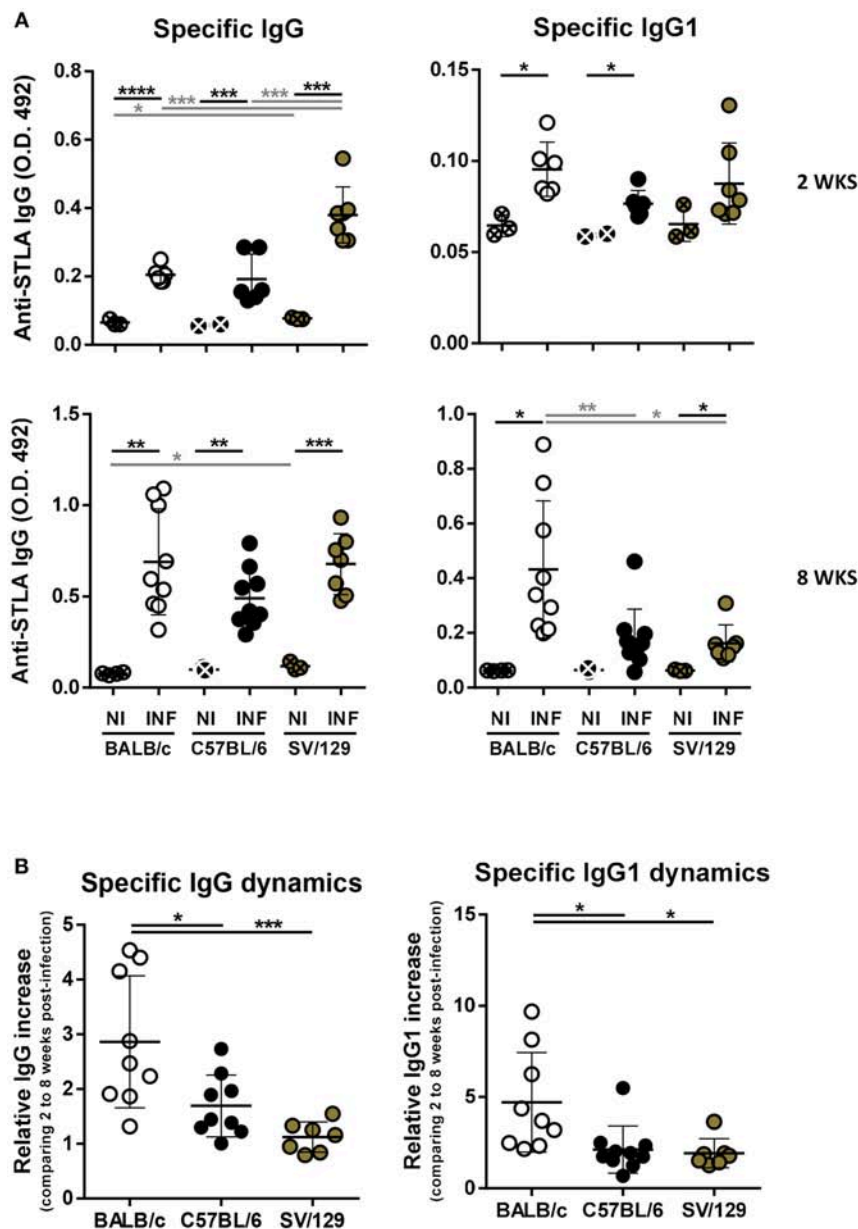 A
Specific IgG
Specific IgG1
Anti-STLA IgG (O.D. 492)
0.8
0.6
0.4
0.2
0.0
**** *** *** *** ***
*
0.15
0.10
0.05
0.00
* *
2 WKS
Anti-STLA IgG (O.D. 492)
1.5
1.0
0.5
0.0
** ** ***
*
1.0
0.8
0.6
0.4
0.2
0.0
* ** * *
8 WKS
NI INF NI INF NI INF
BALB/c C57BL/6 SV/129
NI INF NI INF NI INF
BALB/c C57BL/6 SV/129
B
Specific IgG dynamics
Relative IgG increase
(comparing 2 to 8 weeks post-infection)
5
4
3
2
1
0
* ***
BALB/c C57BL/6 SV/129
Specific IgG1 dynamics
Relative IgG1 increase
(comparing 2 to 8 weeks post-infection)
15
10
5
0
* *
BALB/c C57BL/6 SV/129